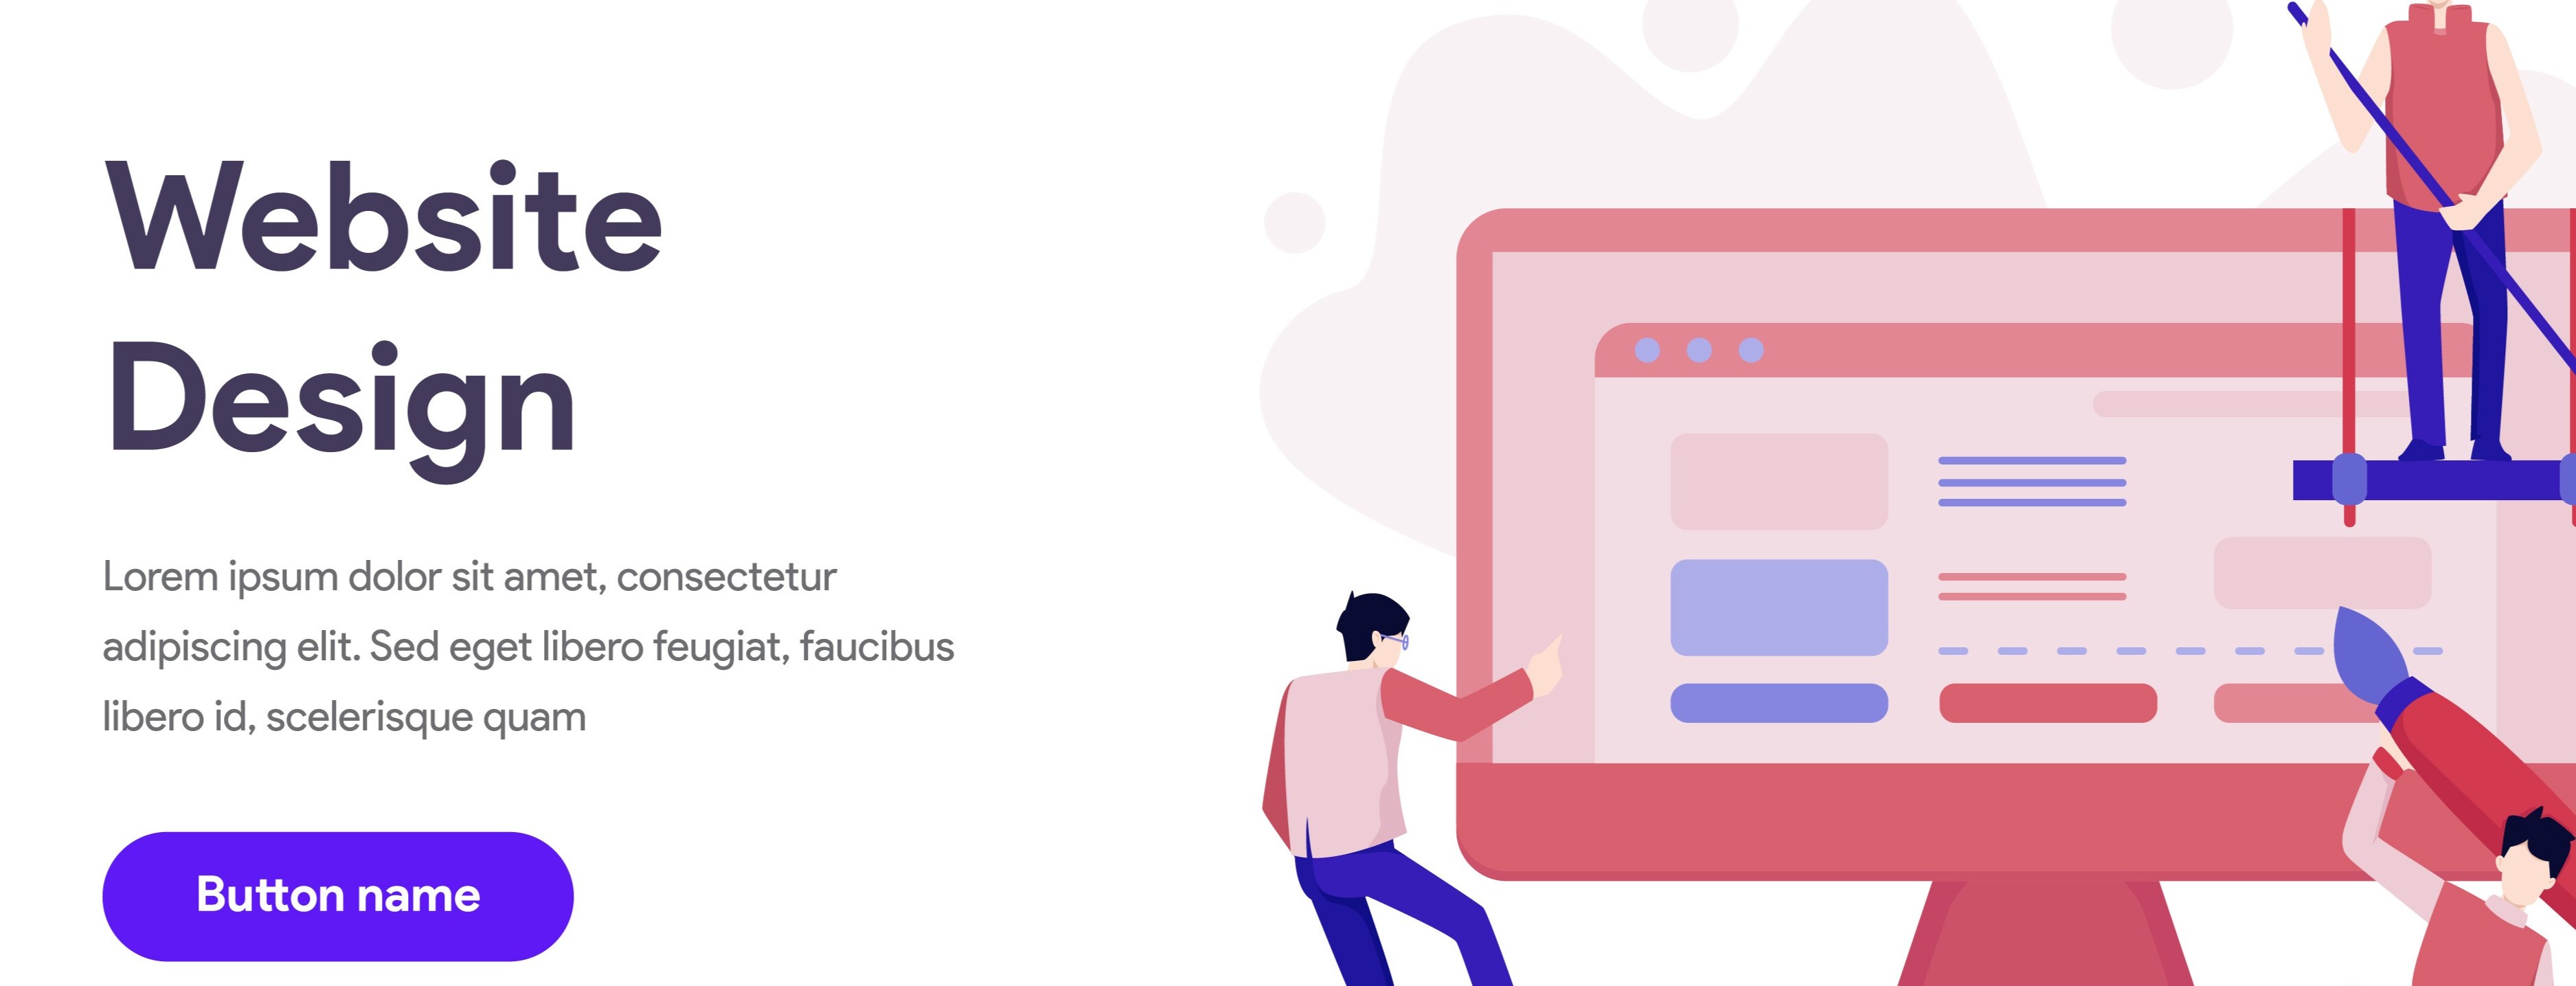 Website
Design
Lorem ipsum dolor sit amet, consectetur
adipiscing elit. Sed eget libero feugiat, faucibus
libero id, scelerisque quam
Button name